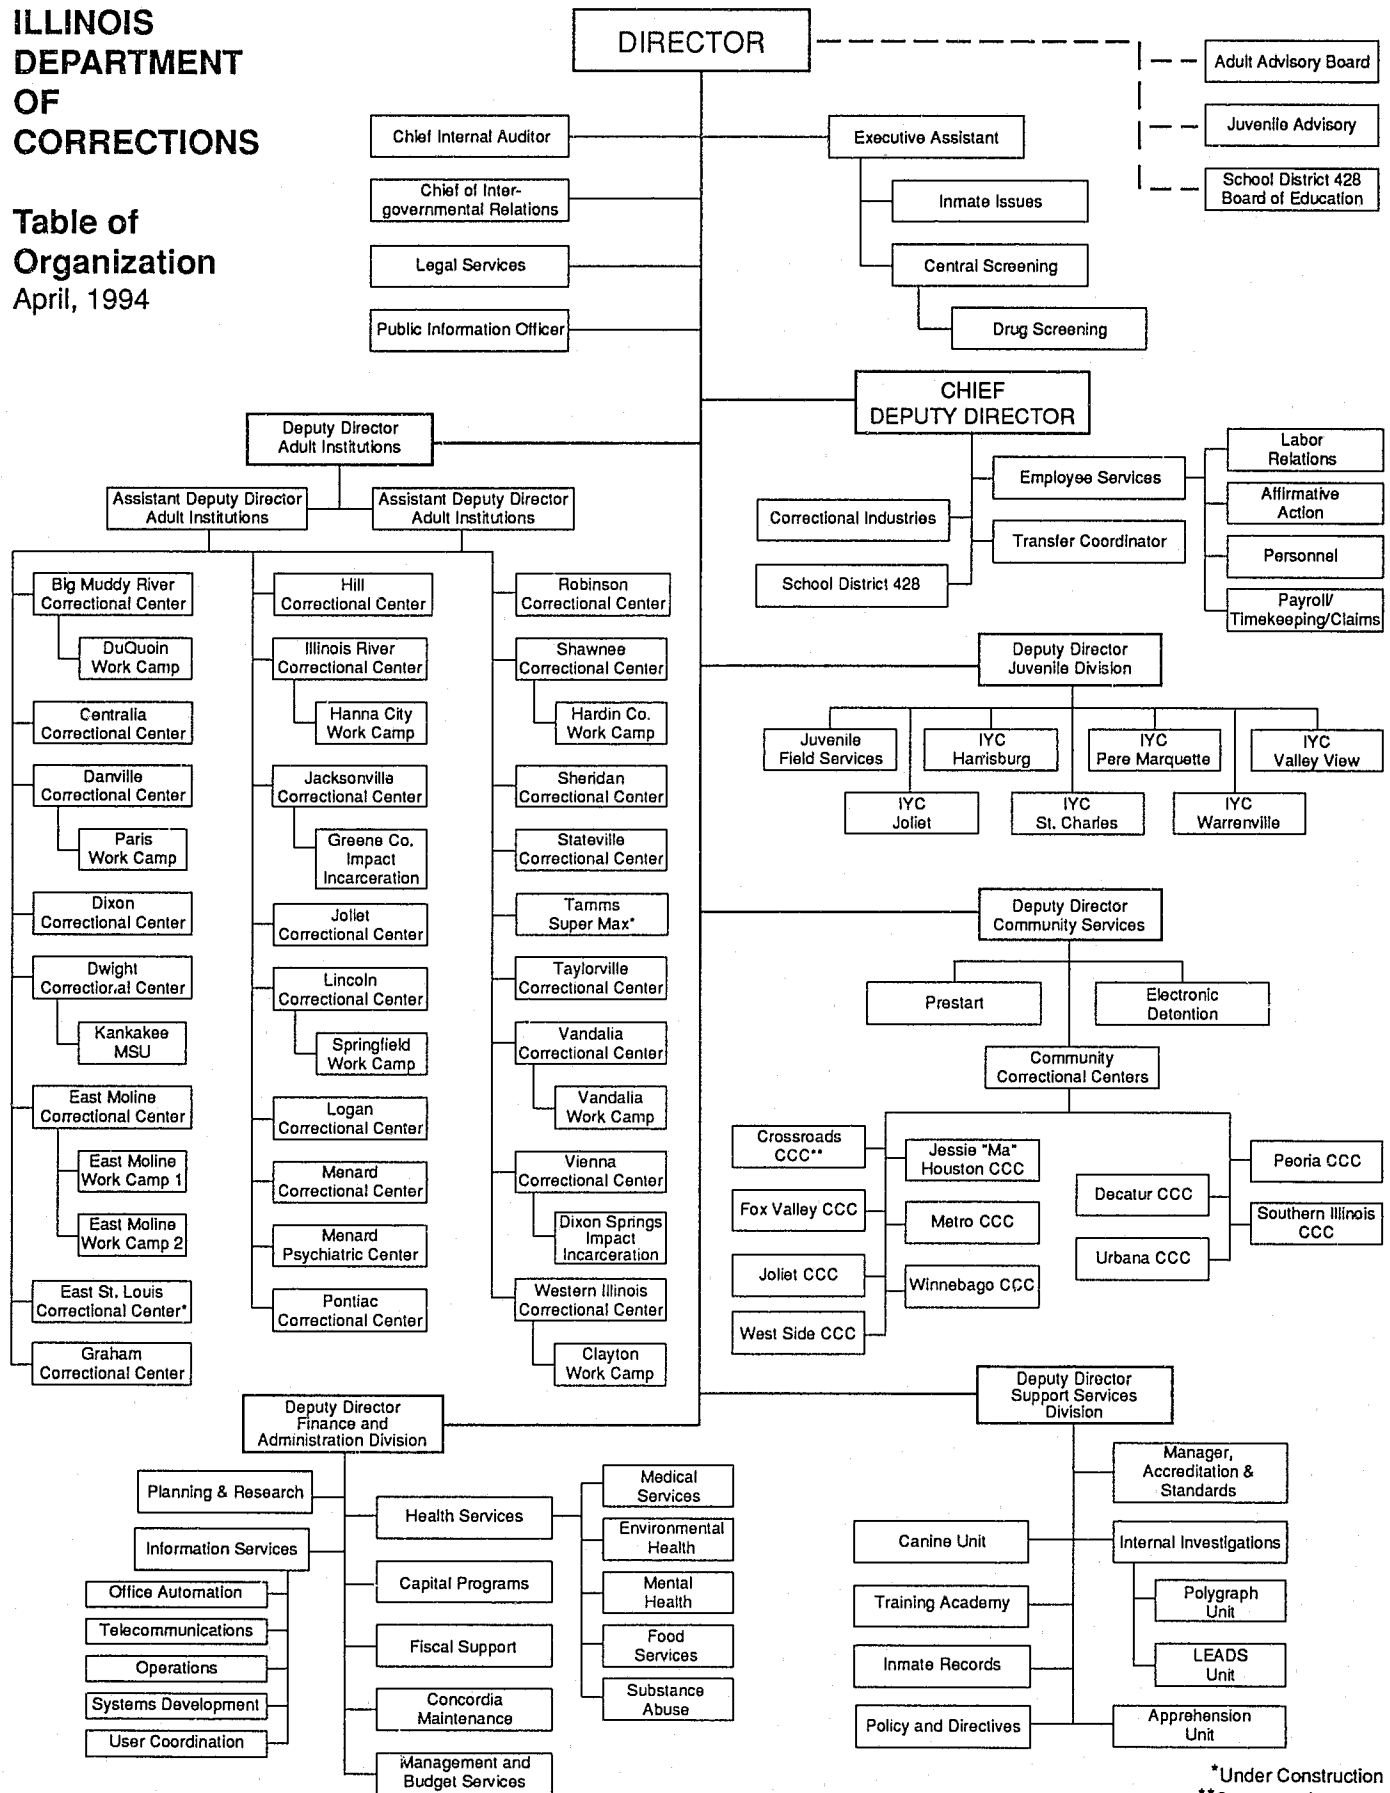 ILLINOIS
DEPARTMENT
OF
CORRECTIONS
Table of
Organization
April, 1994
DIRECTOR
Adult Advisory Board
Juvenile Advisory
School District 428
Board of Education
Chief Internal Auditor
Chief of Inter-
governmental Relations
Legal Services
Public Information Officer
Executive Assistant
Inmate Issues
Central Screening
Drug Screening
CHIEF
DEPUTY DIRECTOR
Employee Services
Correctional Industries
Transfer Coordinator
School District 428
Labor
Relations
Affirmative
Action
Personnel
Payroll/
Timekeeping/Claims
Deputy Director
Adult Institutions
Assistant Deputy Director
Adult Institutions
Assistant Deputy Director
Adult Institutions
Big Muddy River
Correctional Center
DuQuoin
Work Camp
Centralia
Correctional Center
Danville
Correctional Center
Paris
Work Camp
Dixon
Correctional Center
Dwight
Correctional Center
Kankakee
MSU
East Moline
Correctional Center
East Moline
Work Camp 1
East Moline
Work Camp 2
East St. Louis
Correctional Center*
Graham
Correctional Center
Hill
Correctional Center
Illinois River
Correctional Center
Hanna City
Work Camp
Jacksonville
Correctional Center
Greene Co.
Impact
Incarceration
Joliet
Correctional Center
Lincoln
Correctional Center
Springfield
Work Camp
Logan
Correctional Center
Menard
Correctional Center
Menard
Psychiatric Center
Pontiac
Correctional Center
Robinson
Correctional Center
Shawnee
Correctional Center
Hardin Co.
Work Camp
Sheridan
Correctional Center
Stateville
Correctional Center
Tamms
Super Max*
Taylorville
Correctional Center
Vandalia
Correctional Center
Vandalia
Work Camp
Vienna
Correctional Center
Dixon Springs
Impact
Incarceration
Western Illinois
Correctional Center
Clayton
Work Camp
Deputy Director
Juvenile Division
Juvenile
Field Services
IYC
Joliet
IYC
Harrisburg
IYC
St. Charles
IYC
Pere Marquette
IYC
Warrenville
IYC
Valley View
Deputy Director
Community Services
Prestart
Electronic
Detention
Community
Correctional Centers
Crossroads
CCC**
Fox Valley CCC
Joliet CCC
West Side CCC
Jessie "Ma"
Houston CCC
Metro CCC
Winnebago CCC
Decatur CCC
Urbana CCC
Peoria CCC
Southern Illinois
CCC
Deputy Director
Finance and
Administration Division
Planning & Research
Information Services
Office Automation
Telecommunications
Operations
Systems Development
User Coordination
Health Services
Capital Programs
Fiscal Support
Concordia
Maintenance
Management and
Budget Services
Medical
Services
Environmental
Health
Mental
Health
Food
Services
Substance
Abuse
Deputy Director
Support Services
Division
Manager,
Accreditation &
Standards
Canine Unit
Internal Investigations
Training Academy
Polygraph
Unit
Inmate Records
LEADS
Unit
Policy and Directives
Apprehension
Unit
*Under Construction